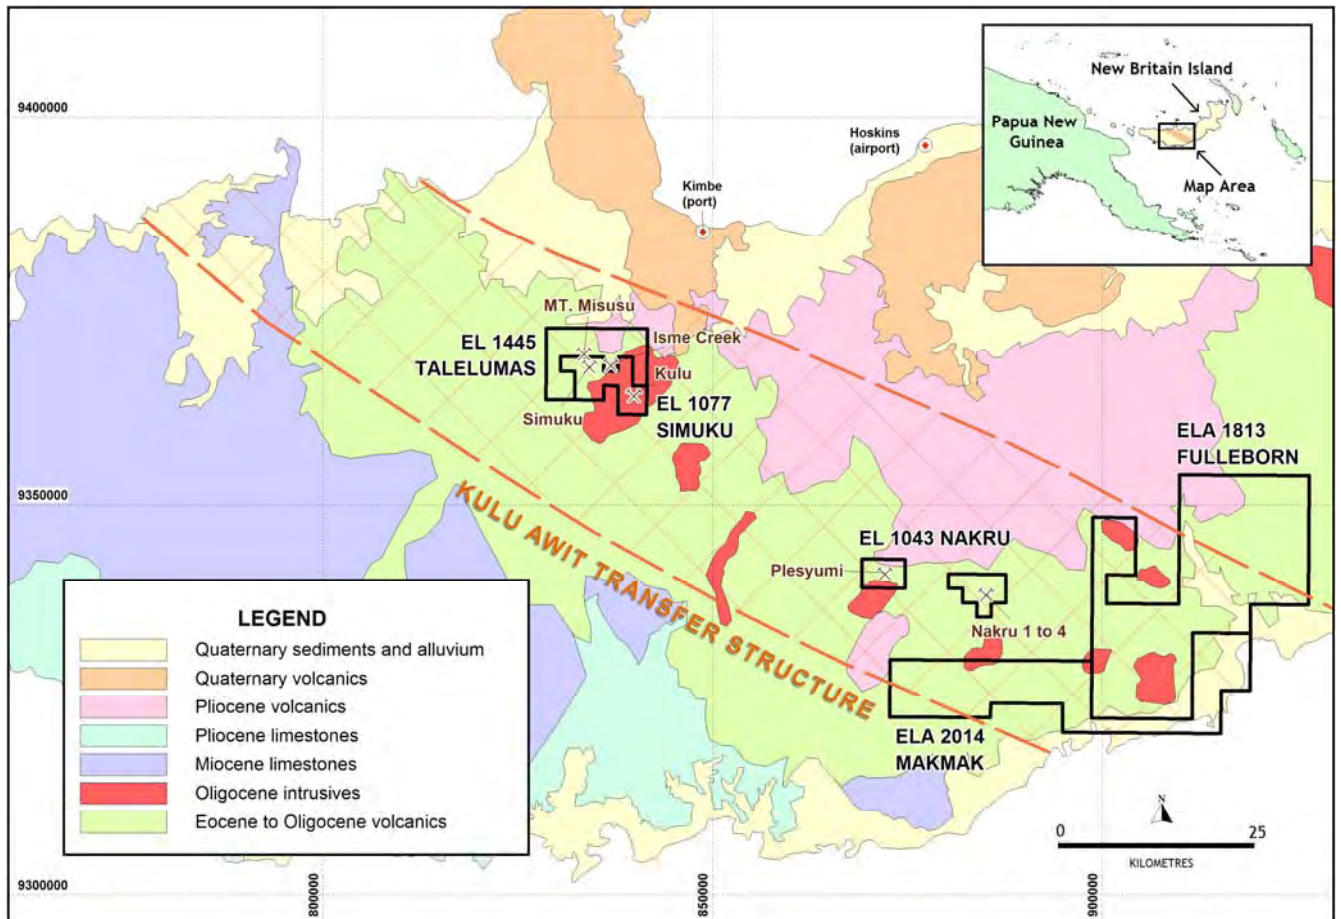 New Britain Island
9400000
Papua New
Guinea
Hoskins
(airport)
Map Area
Kimbe
(port)
MT. Misusu
EL 1445
TALELUMAS
Isme Creek
Kulu
Simuku
EL 1077
SIMUKU
ELA 1813
FULLEBORN
9350000
KULU AWIT TRANSFER STRUCTURE
EL 1043 NAKRU
Plesyumi
Nakru 1 to 4
LEGEND
Quaternary sediments and alluvium
Quaternary volcanics
Pliocene volcanics
Pliocene limestones
Miocene limestones
Oligocene intrusives
Eocene to Oligocene volcanics
ELA 2014
MAKMAK
N
0 25
KILOMETRES
9300000
800000
850000
900000